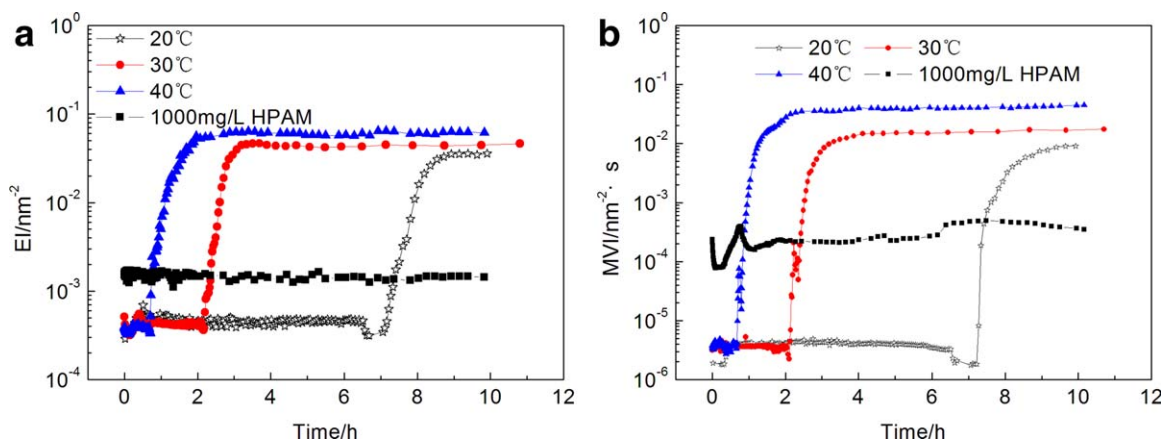 a
10⁰
10⁻¹
10⁻²
10⁻³
10⁻⁴
EI/nm⁻²
20℃
30℃
40℃
1000mg/L HPAM
0 2 4 6 8 10 12
Time/h
b
10⁰
10⁻¹
10⁻²
10⁻³
10⁻⁴
10⁻⁵
10⁻⁶
MVI/nm⁻²· s
20℃ 30℃
40℃ 1000mg/L HPAM
0 2 4 6 8 10 12
Time/h